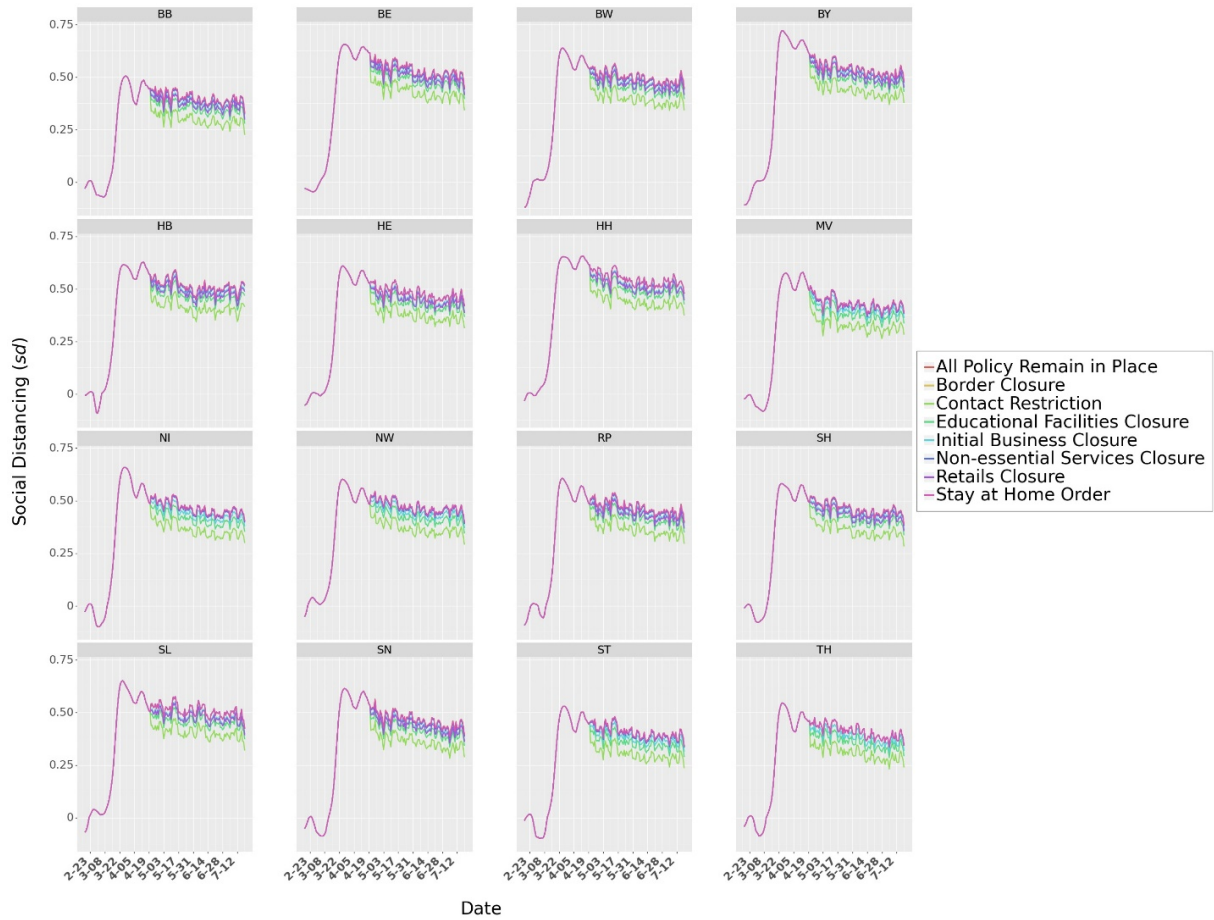 BB BE BW BY
0.75
0.50
0.25
0
HB HE HH MV
0.75
0.50
0.25
0
NI NW RP SH
0.75
0.50
0.25
0
SL SN ST TH
0.75
0.50
0.25
0
Social Distancing (sd)
2-23 3-08 3-22 4-05 4-19 5-03 5-17 5-31 6-14 6-28 7-12
2-23 3-08 3-22 4-05 4-19 5-03 5-17 5-31 6-14 6-28 7-12
2-23 3-08 3-22 4-05 4-19 5-03 5-17 5-31 6-14 6-28 7-12
2-23 3-08 3-22 4-05 4-19 5-03 5-17 5-31 6-14 6-28 7-12
Date
All Policy Remain in Place
Border Closure
Contact Restriction
Educational Facilities Closure
Initial Business Closure
Non-essential Services Closure
Retails Closure
Stay at Home Order